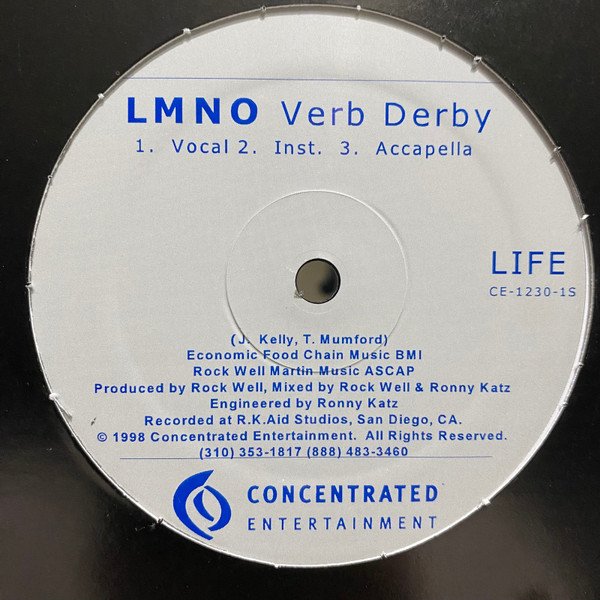 LMNO Verb Derby
1. Vocal 2. Inst. 3. Accapella
LIFE
CE-1230-1S
(J. Kelly, T. Mumford)
Economic Food Chain Music BMI
Rock Well Martin Music ASCAP
Produced by Rock Well, Mixed by Rock Well & Ronny Katz
Engineered by Ronny Katz
Recorded at R.K.Aid Studios, San Diego, CA.
© 1998 Concentrated Entertainment. All Rights Reserved.
(310) 353-1817 (888) 483-3460
CONCENTRATED
ENTERTAINMENT